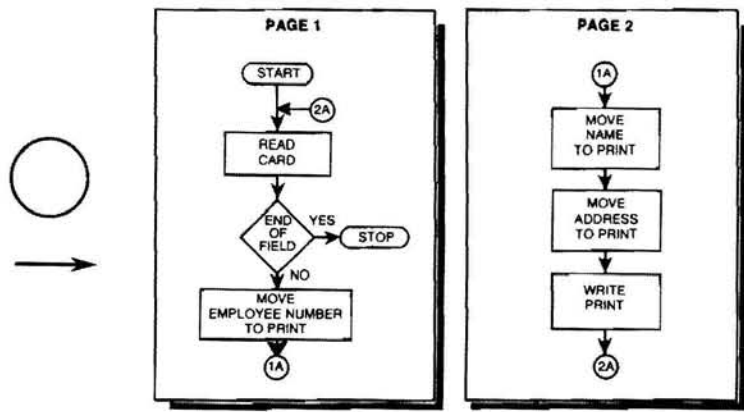 PAGE 1
START
2A
READ
CARD
END
OF
FIELD
YES
STOP
NO
MOVE
EMPLOYEE NUMBER
TO PRINT
1A
PAGE 2
1A
MOVE
NAME
TO PRINT
MOVE
ADDRESS
TO PRINT
WRITE
PRINT
2A